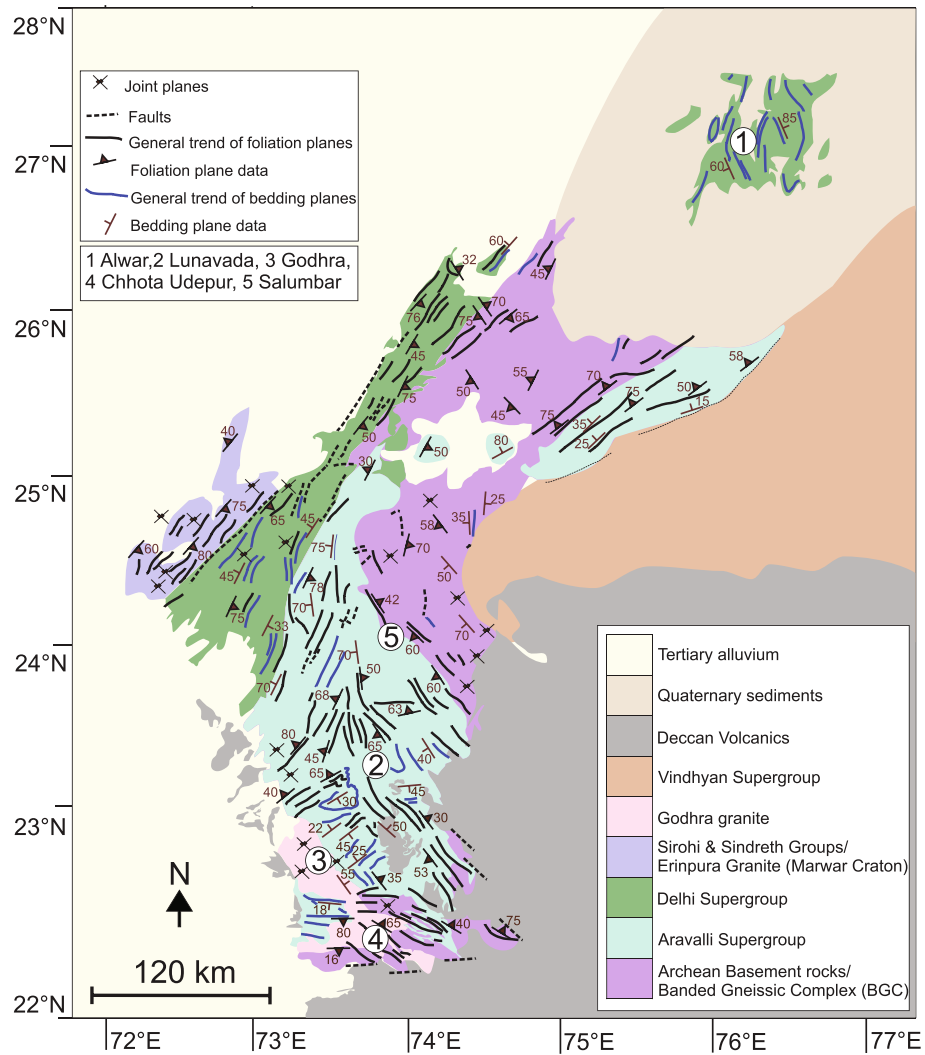 28°N
27°N
26°N
25°N
24°N
23°N
22°N
Joint planes
Faults
General trend of foliation planes
Foliation plane data
General trend of bedding planes
Bedding plane data
1 Alwar,2 Lunavada, 3 Godhra,
4 Chhota Udepur, 5 Salumbar
85
1
60
60
32
45
70
76
75
65
45
58
55
70
75
50
50
75
45
75
15
40
50
35
80
50
25
30
75
65
45
25
35
58
60
80
75
70
45
50
78
42
75
70
33
5
60
70
70
50
70
60
68
63
80
65
45
40
2
65
40
30
45
30
22
50
45
25
3
53
55
35
18
80
65
40
75
4
16
N
120 km
Tertiary alluvium
Quaternary sediments
Deccan Volcanics
Vindhyan Supergroup
Godhra granite
Sirohi & Sindreth Groups/
Erinpura Granite (Marwar Craton)
Delhi Supergroup
Aravalli Supergroup
Archean Basement rocks/
Banded Gneissic Complex (BGC)
72°E
73°E
74°E
75°E
76°E
77°E